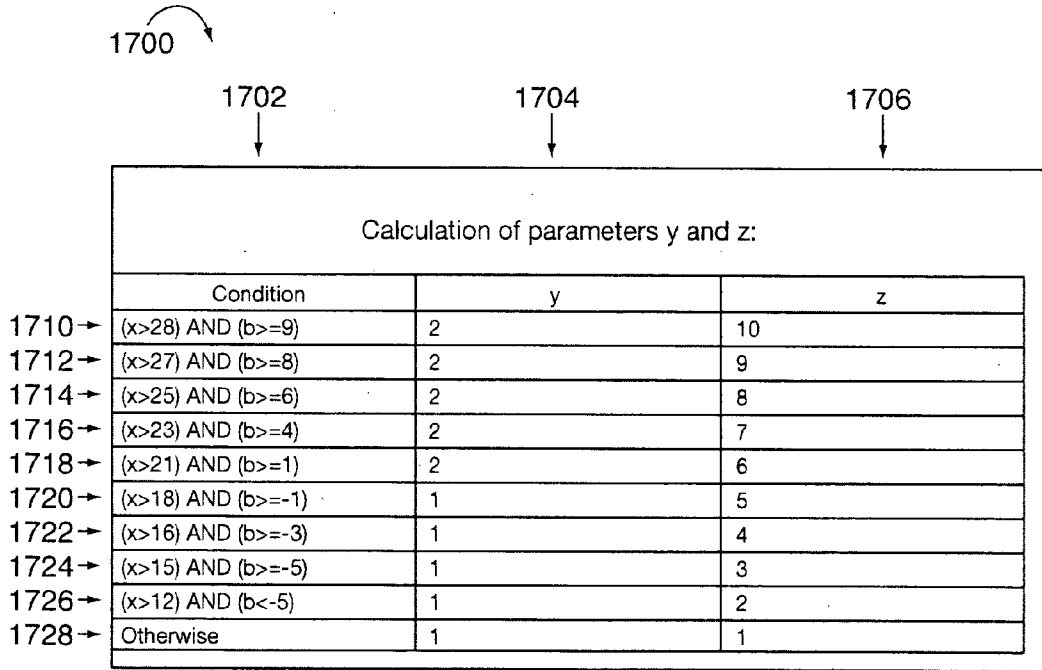 1700
1702 1704 1706
Calculation of parameters y and z:
Condition y z
1710 (x>28) AND (b>=9) 2 10
1712 (x>27) AND (b>=8) 2 9
1714 (x>25) AND (b>=6) 2 8
1716 (x>23) AND (b>=4) 2 7
1718 (x>21) AND (b>=1) 2 6
1720 (x>18) AND (b>=-1) 1 5
1722 (x>16) AND (b>=-3) 1 4
1724 (x>15) AND (b>=-5) 1 3
1726 (x>12) AND (b<-5) 1 2
1728 Otherwise 1 1